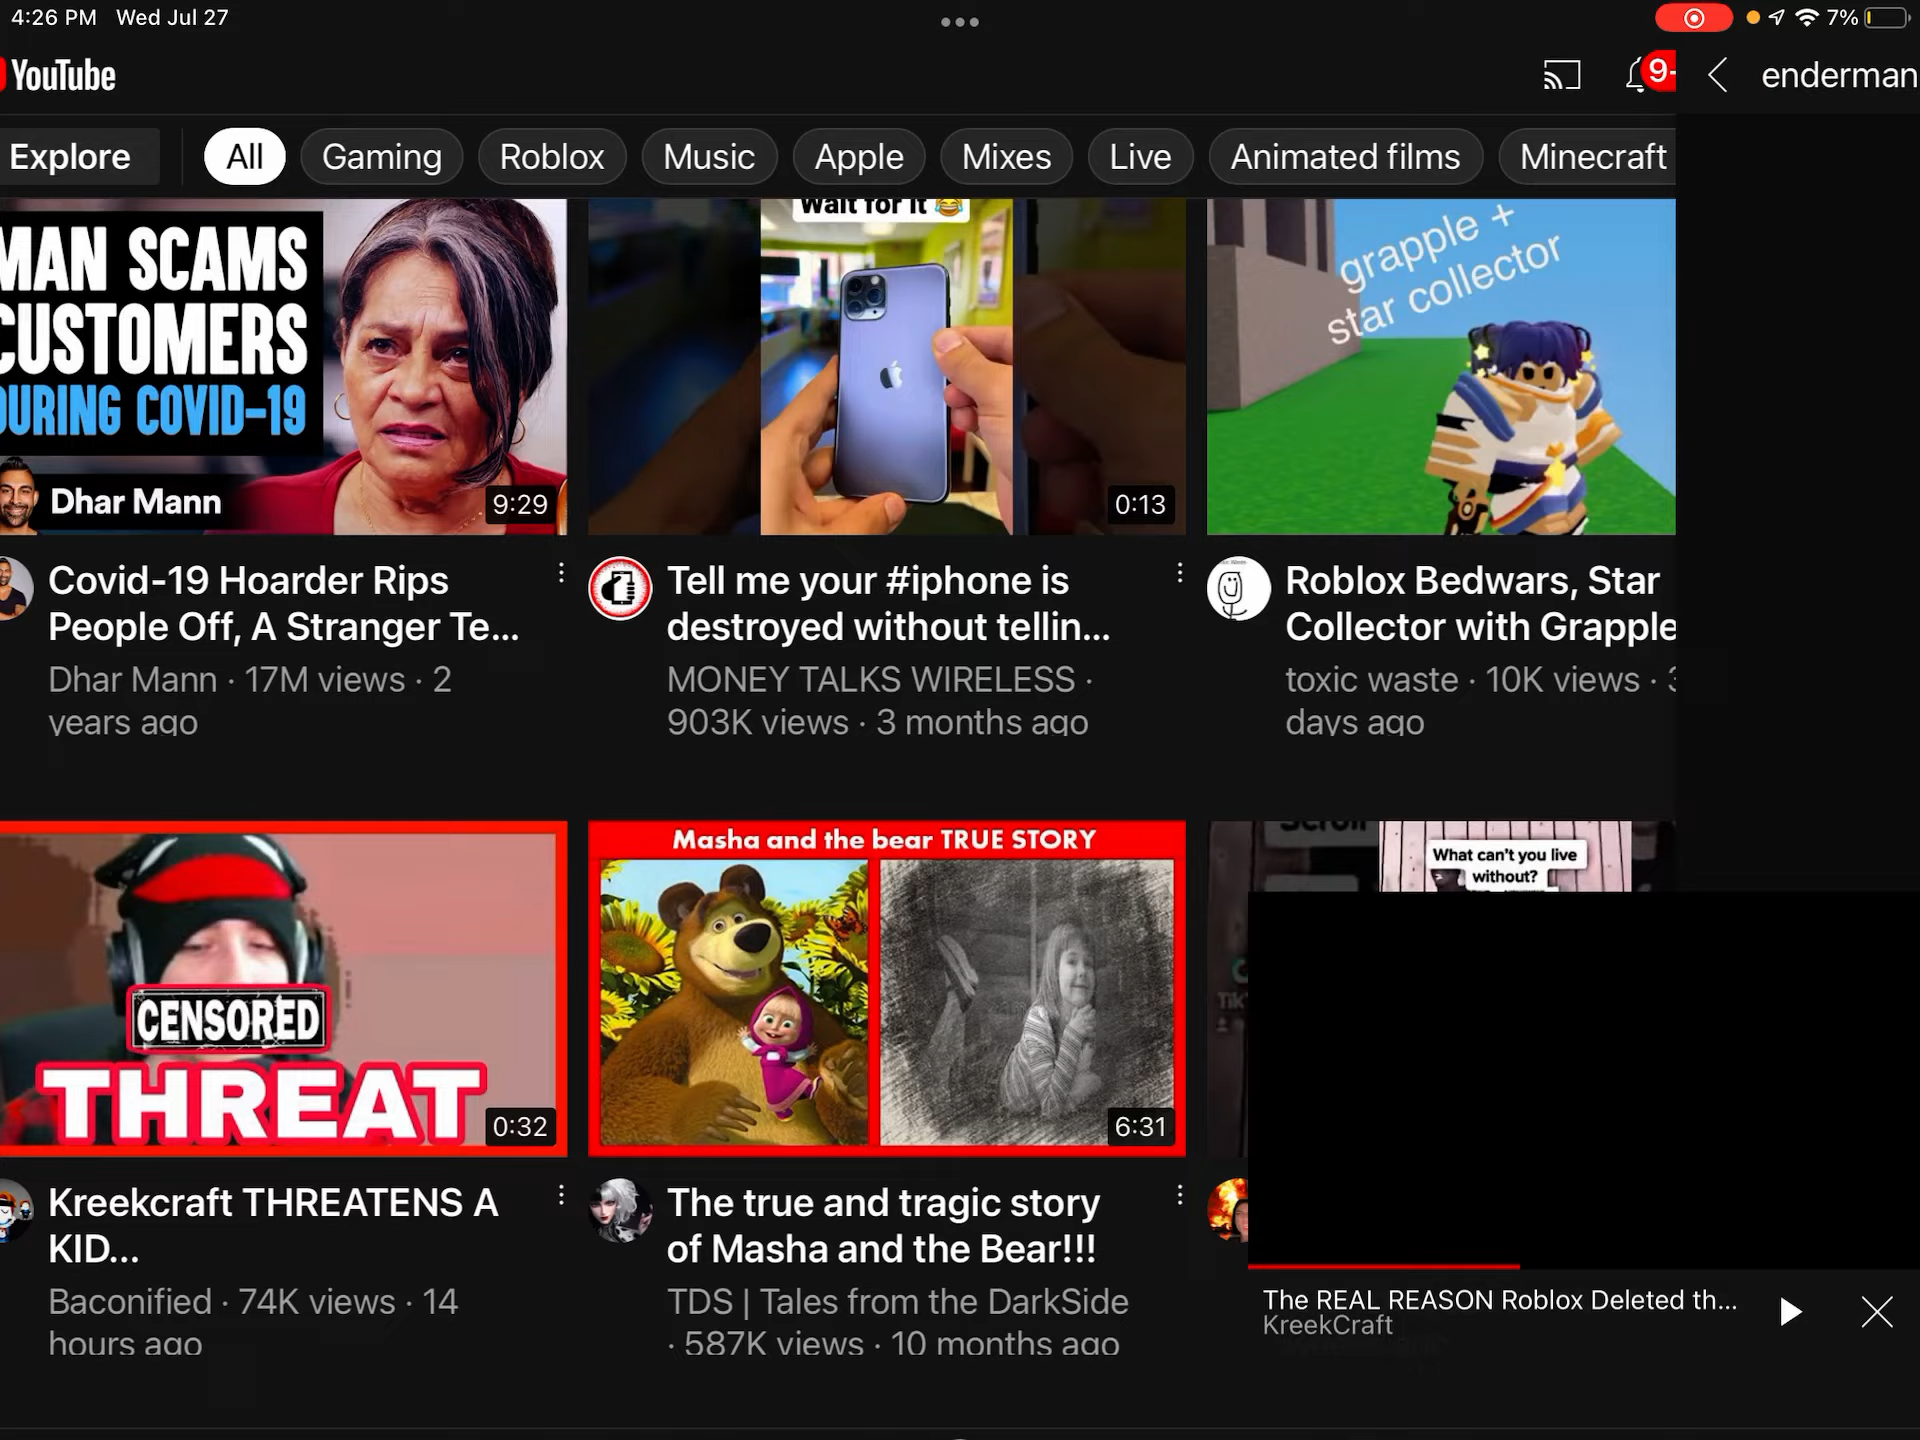 4:26 PM Wed Jul 27
7%
YouTube
9
enderman
Explore
All
Gaming
Roblox
Music
Apple
Mixes
Live
Animated films
Minecraft
MAN SCAMS
CUSTOMERS
DURING COVID-19
Dhar Mann
9:29
Wait for it 😂
0:13
grapple +
star collector
Covid-19 Hoarder Rips
People Off, A Stranger Te...
Dhar Mann · 17M views · 2
years ago
Tell me your #iphone is
destroyed without tellin...
MONEY TALKS WIRELESS ·
903K views · 3 months ago
Roblox Bedwars, Star
Collector with Grapple
toxic waste · 10K views · 3
days ago
CENSORED
THREAT
0:32
Masha and the bear TRUE STORY
6:31
Scroll
What can't you live
without?
Kreekcraft THREATENS A
KID...
Baconified · 74K views · 14
hours ago
The true and tragic story
of Masha and the Bear!!!
TDS | Tales from the DarkSide
· 587K views · 10 months ago
The REAL REASON Roblox Deleted th...
KreekCraft